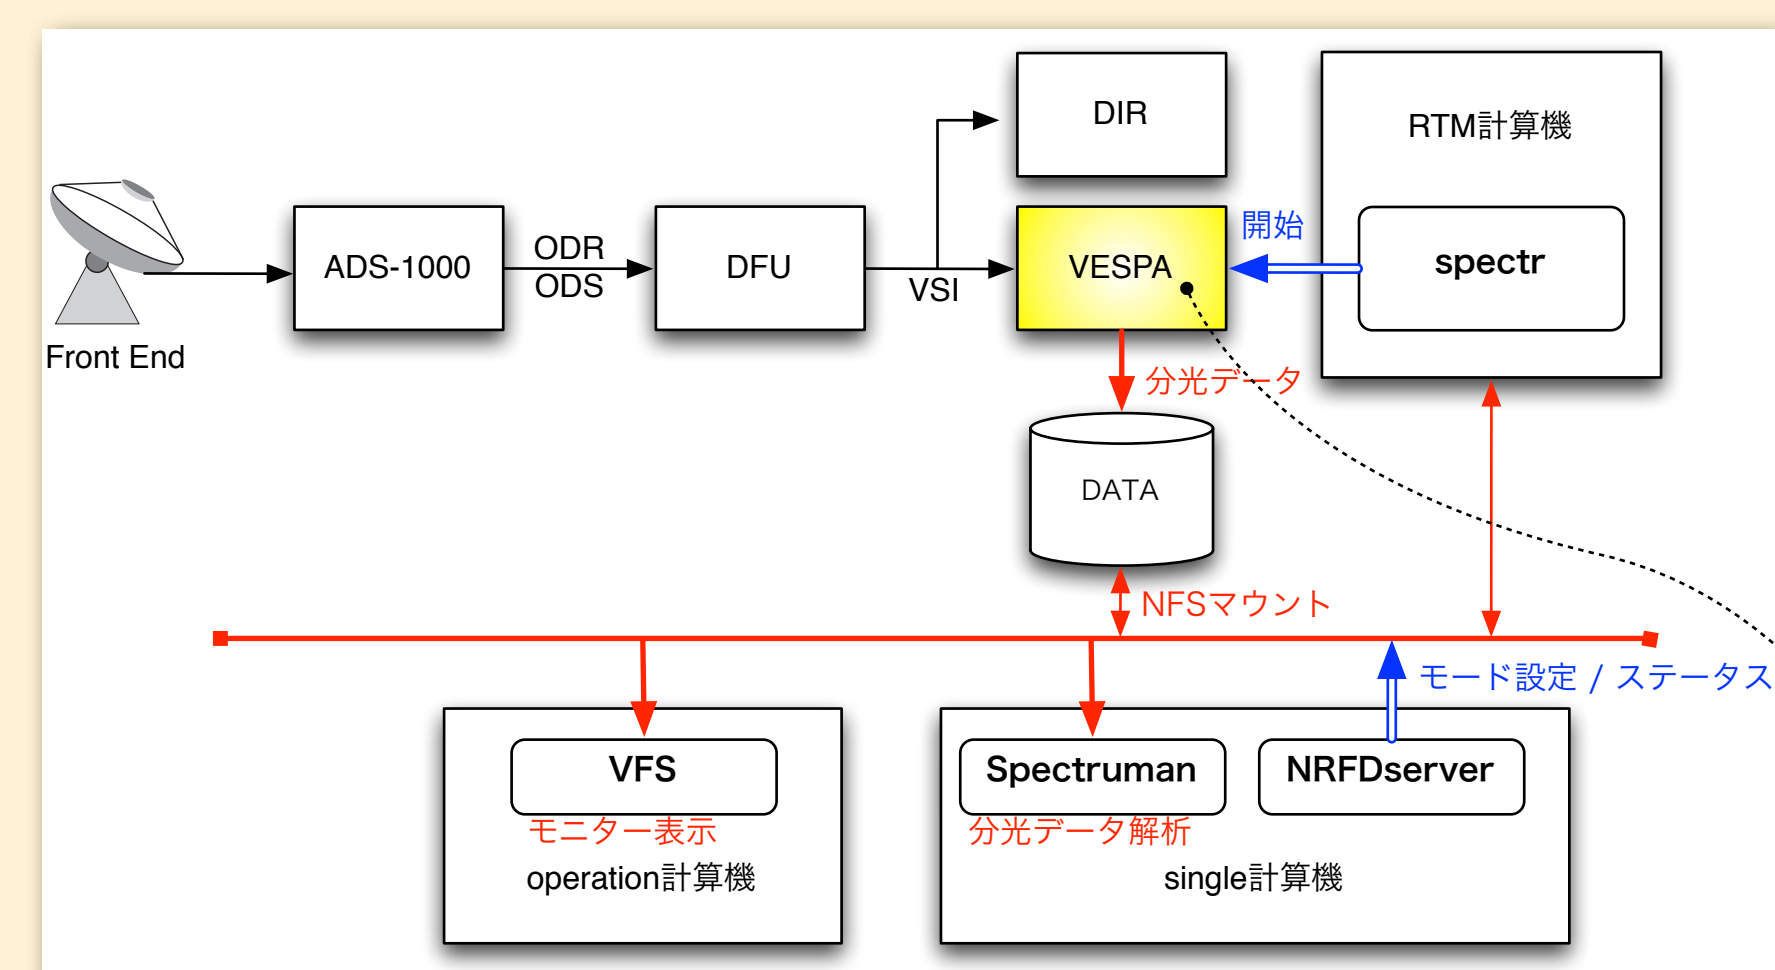 DIR
RTM計算機
Front End
ADS-1000
ODR
ODS
DFU
VSI
VESPA
開始
spectr
分光データ
DATA
NFSマウント
モード設定 / ステータス
VFS
モニター表示
operation計算機
Spectruman
分光データ解析
NRFDserver
single計算機